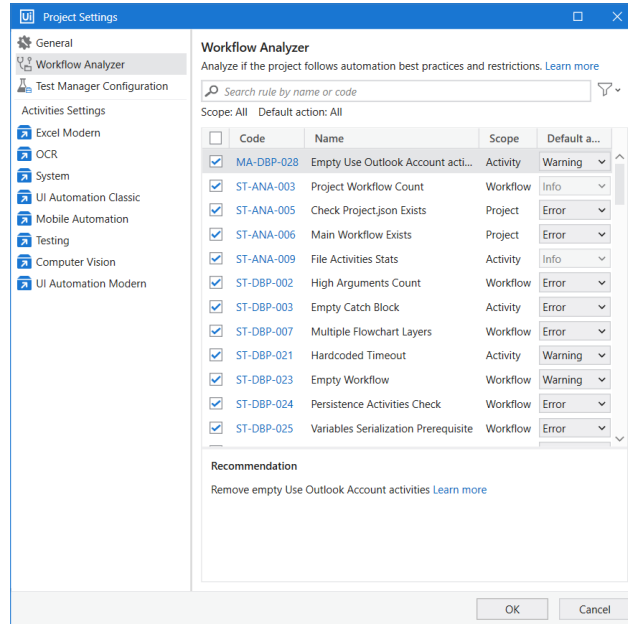 Ui Project Settings
General
Workflow Analyzer
Test Manager Configuration
Activities Settings
Excel Modern
OCR
System
UI Automation Classic
Mobile Automation
Testing
Computer Vision
UI Automation Modern
Workflow Analyzer
Analyze if the project follows automation best practices and restrictions. Learn more
Search rule by name or code
Scope: All Default action: All
Code Name Scope Default a...
MA-DBP-028 Empty Use Outlook Account acti... Activity Warning
ST-ANA-003 Project Workflow Count Workflow Info
ST-ANA-005 Check Project.json Exists Project Error
ST-ANA-006 Main Workflow Exists Project Error
ST-ANA-009 File Activities Stats Activity Info
ST-DBP-002 High Arguments Count Workflow Error
ST-DBP-003 Empty Catch Block Activity Error
ST-DBP-007 Multiple Flowchart Layers Workflow Error
ST-DBP-021 Hardcoded Timeout Activity Warning
ST-DBP-023 Empty Workflow Workflow Warning
ST-DBP-024 Persistence Activities Check Workflow Error
ST-DBP-025 Variables Serialization Prerequisite Workflow Error
Recommendation
Remove empty Use Outlook Account activities Learn more
OK Cancel